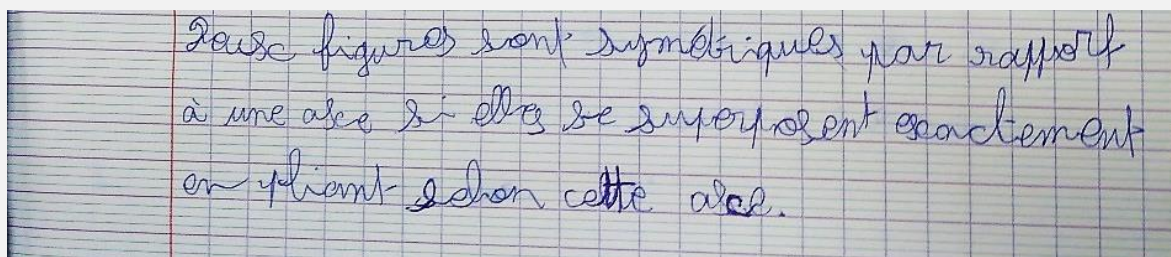 Deux figures sont symétriques par rapport
à une axe si elles se superposent exactement
en pliant selon cette axe.